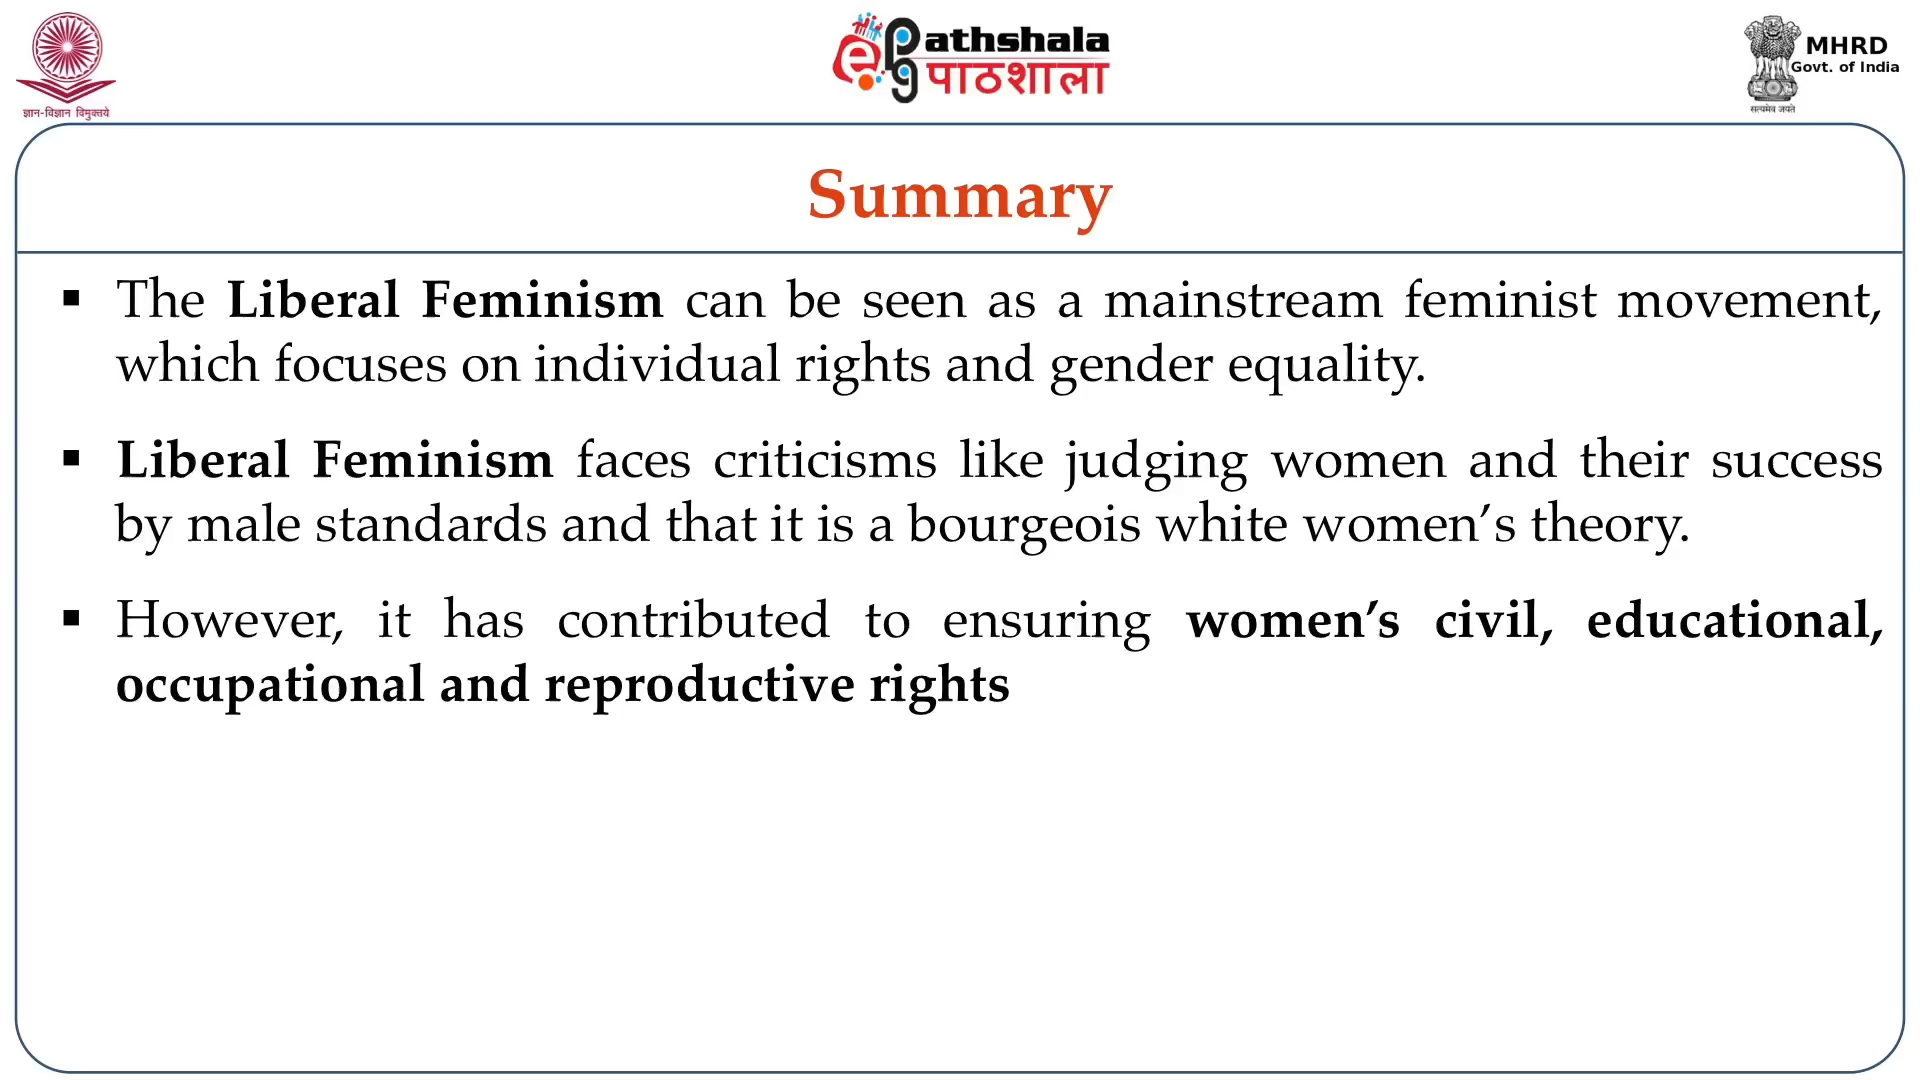 ज्ञान-विज्ञान विमुक्तये
ePg
athshala
पाठशाला
MHRD
Govt. of India
सत्यमेव जयते
Summary
▪ The Liberal Feminism can be seen as a mainstream feminist movement,
which focuses on individual rights and gender equality.
▪ Liberal Feminism faces criticisms like judging women and their success
by male standards and that it is a bourgeois white women’s theory.
▪ However, it has contributed to ensuring women’s civil, educational,
occupational and reproductive rights